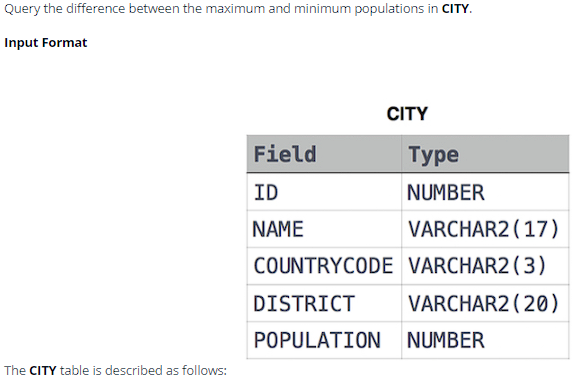 Query the difference between the maximum and minimum populations in CITY.
Input Format
CITY
Field Type
ID NUMBER
NAME VARCHAR2(17)
COUNTRYCODE VARCHAR2(3)
DISTRICT VARCHAR2(20)
POPULATION NUMBER
The CITY table is described as follows: